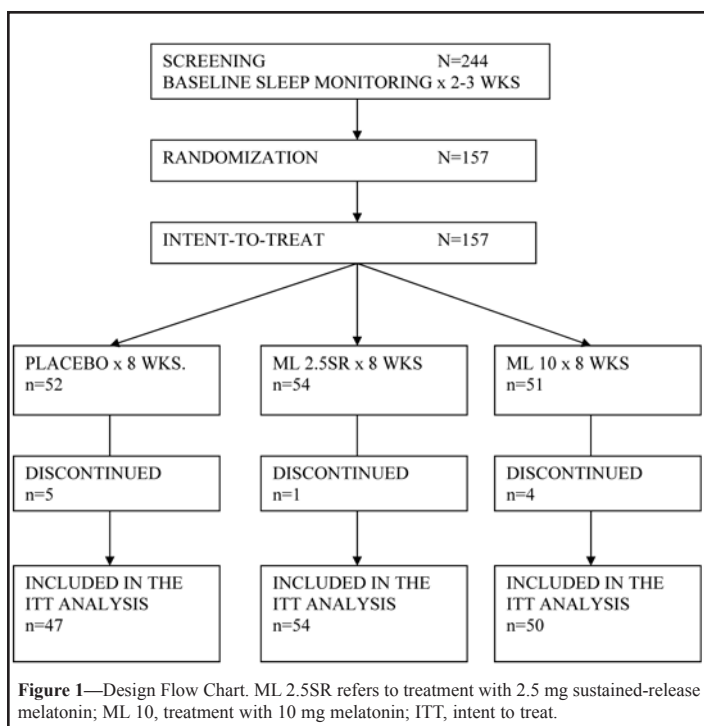 SCREENING N=244
BASELINE SLEEP MONITORING x 2-3 WKS
RANDOMIZATION N=157
INTENT-TO-TREAT N=157
PLACEBO x 8 WKS.
n=52
ML 2.5SR x 8 WKS
n=54
ML 10 x 8 WKS
n=51
DISCONTINUED
n=5
DISCONTINUED
n=1
DISCONTINUED
n=4
INCLUDED IN THE
ITT ANALYSIS
n=47
INCLUDED IN THE
ITT ANALYSIS
n=54
INCLUDED IN THE
ITT ANALYSIS
n=50
Figure 1—Design Flow Chart. ML 2.5SR refers to treatment with 2.5 mg sustained-release
melatonin; ML 10, treatment with 10 mg melatonin; ITT, intent to treat.